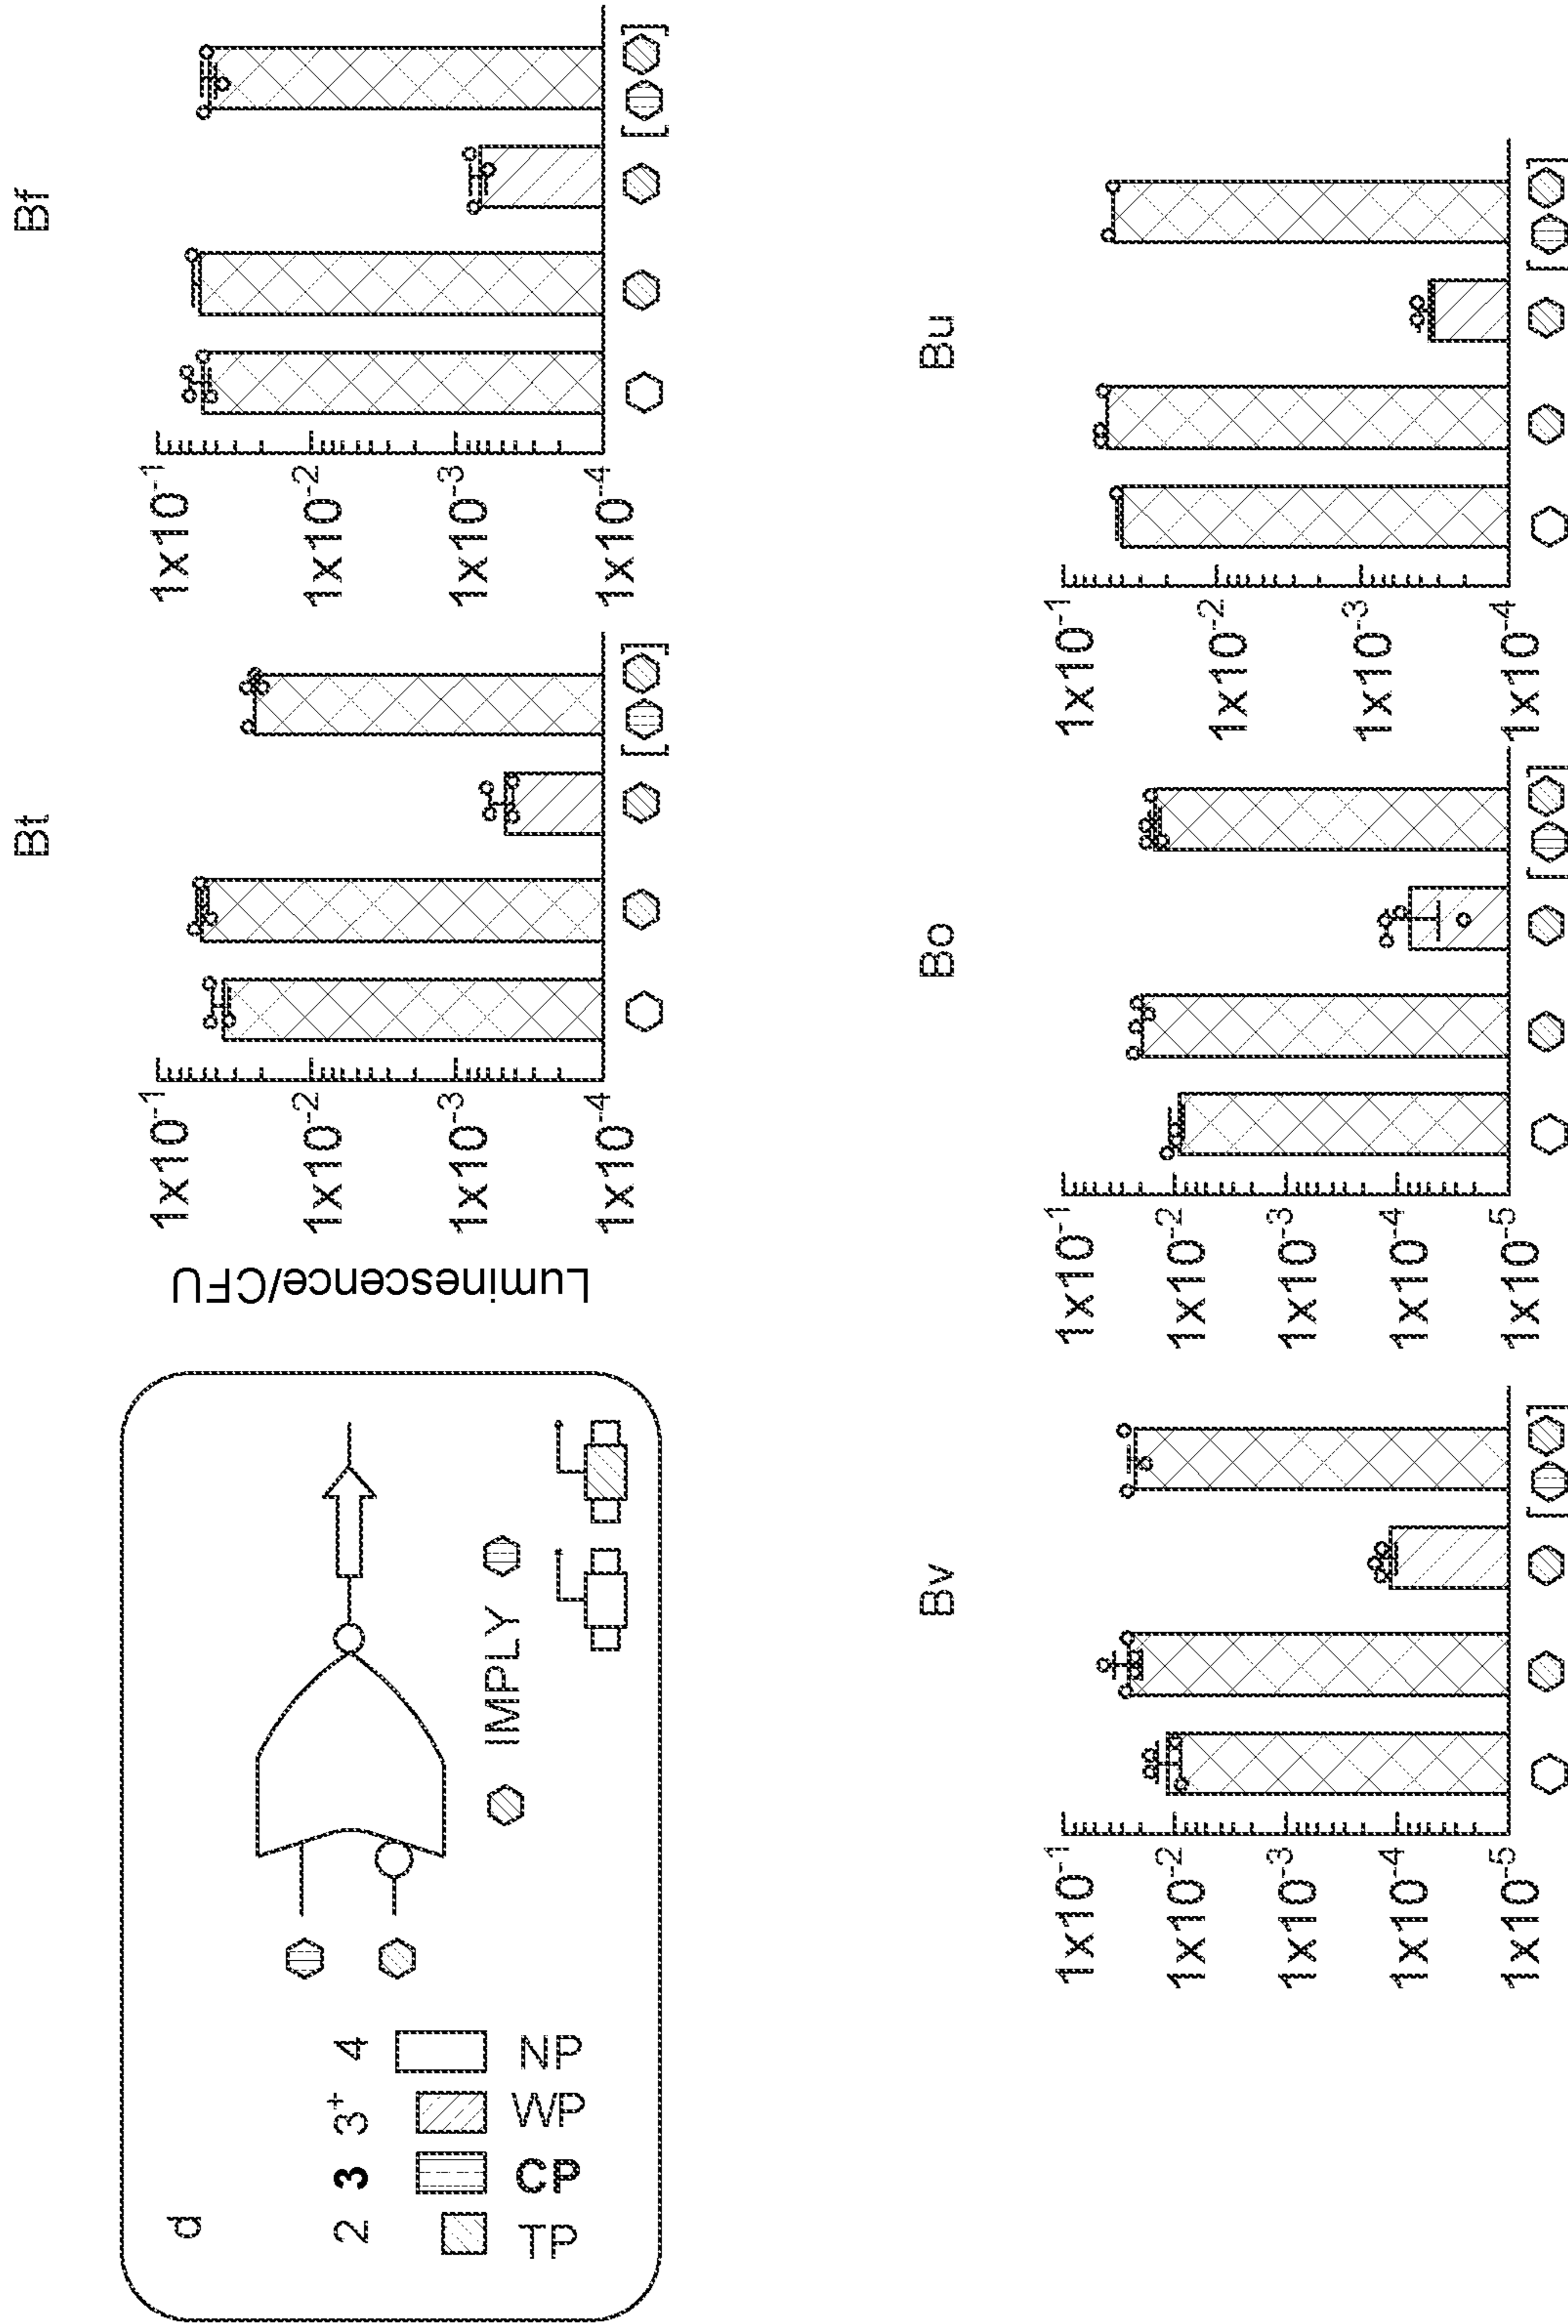 d
2 3 3+ 4
TP CP WP NP
IMPLY
Luminescence/CFU
Bt
1x10-1
1x10-2
1x10-3
1x10-4
[ ]
Bf
1x10-1
1x10-2
1x10-3
1x10-4
[ ]
Bv
1x10-1
1x10-2
1x10-3
1x10-4
1x10-5
[ ]
Bo
1x10-1
1x10-2
1x10-3
1x10-4
1x10-5
[ ]
Bu
1x10-1
1x10-2
1x10-3
1x10-4
[ ]